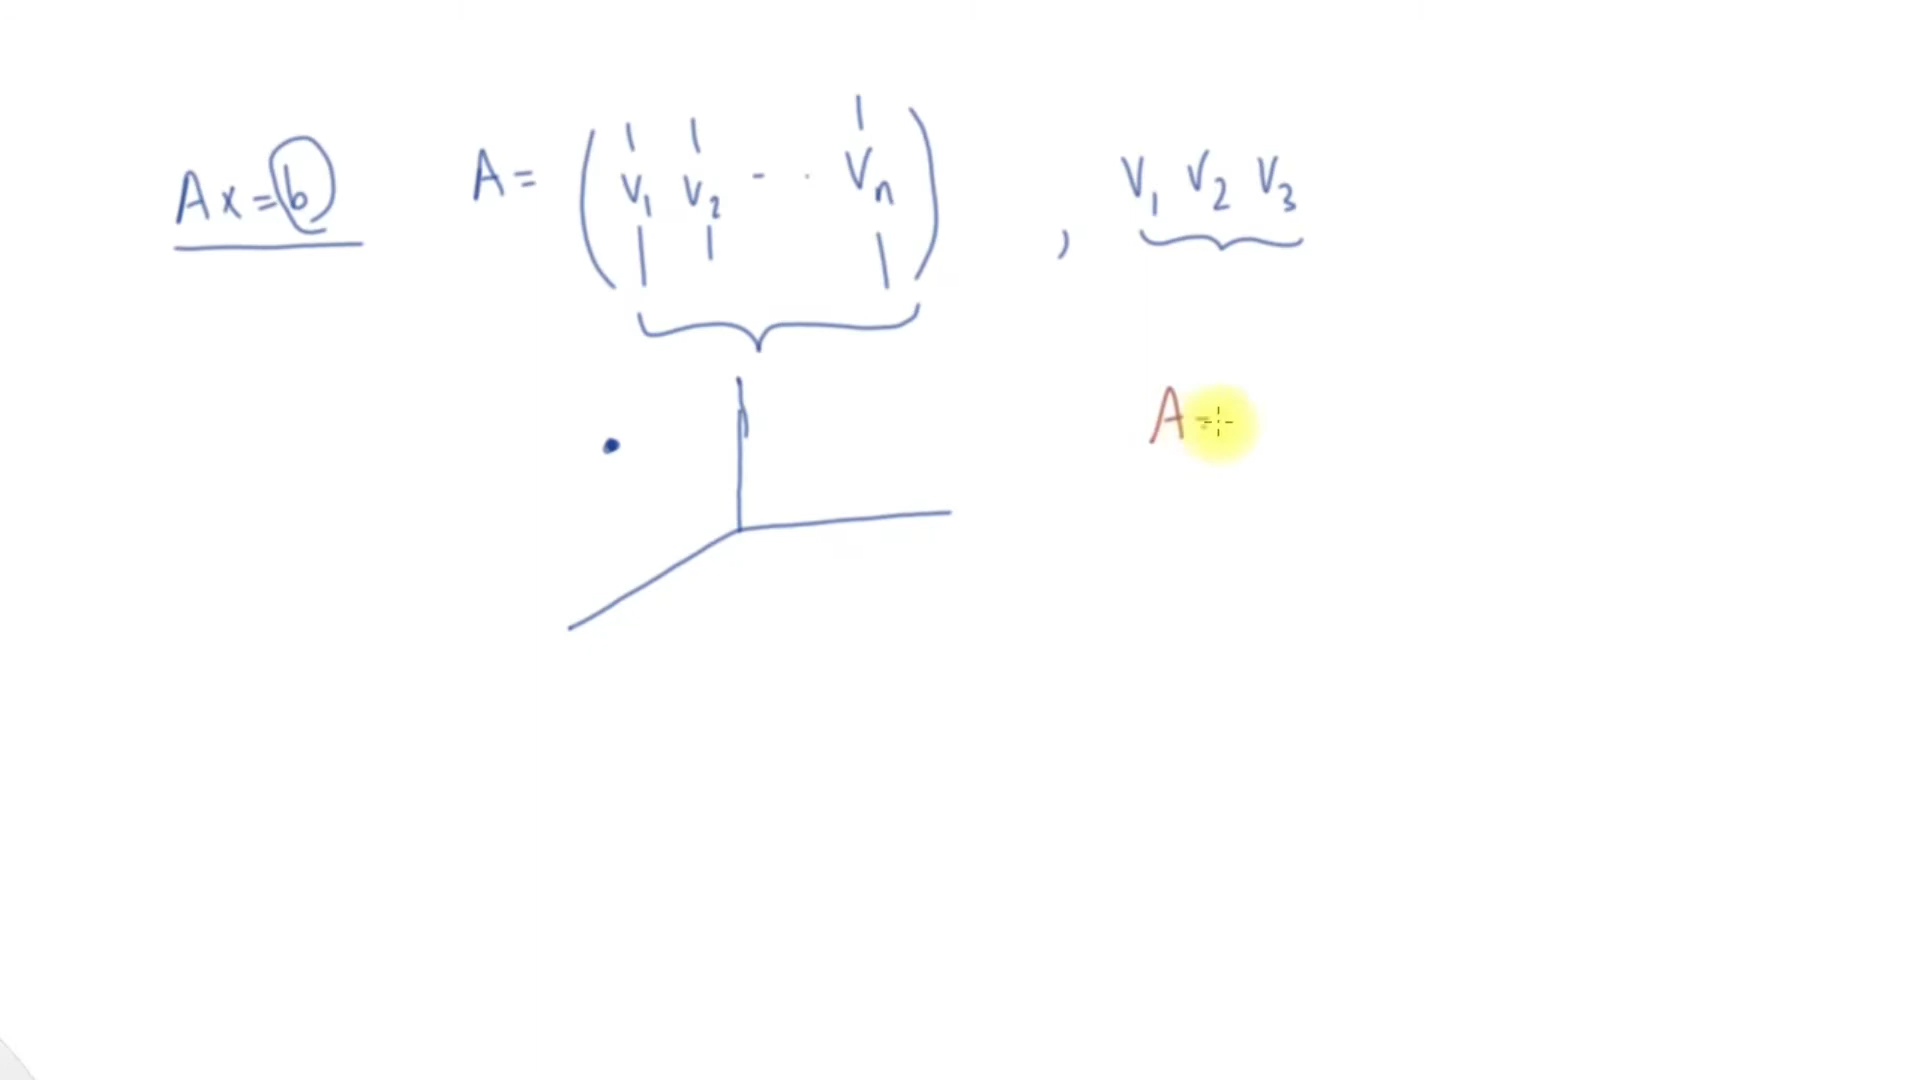 Ax=b A= ( v₁ v₂ - . vₙ ) , v₁ v₂ v₃
A=